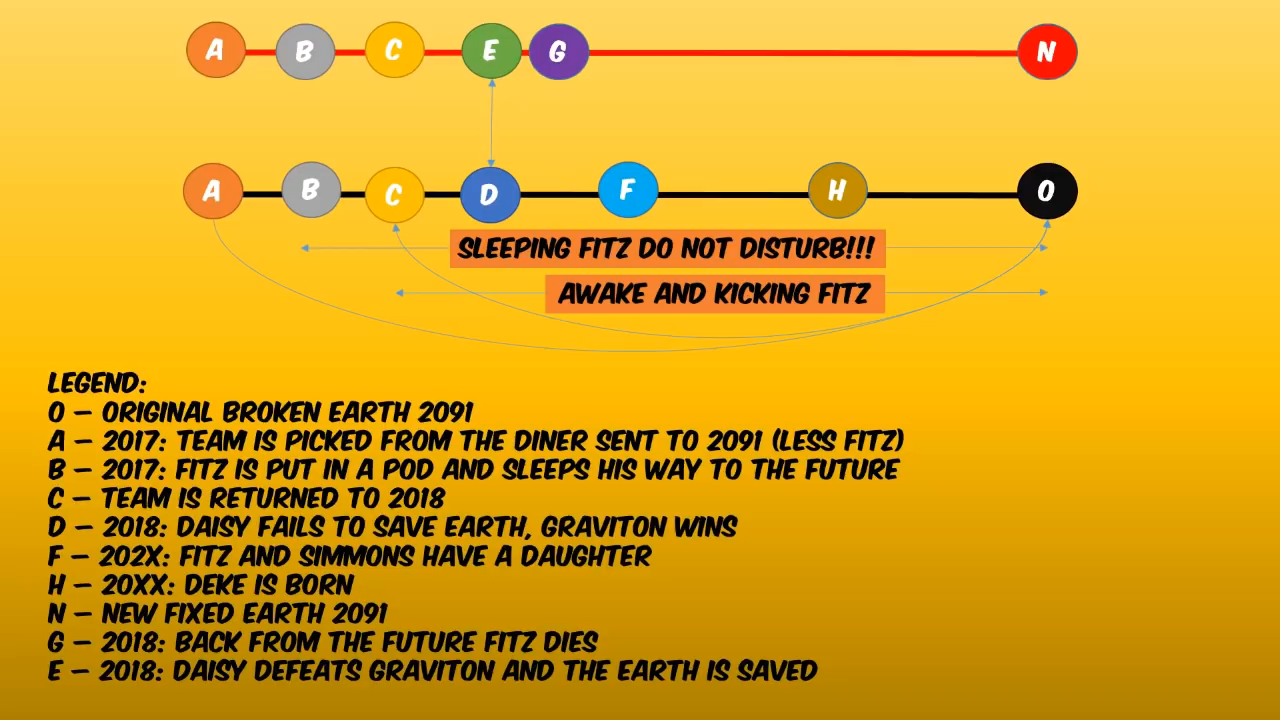 A B C E G N
A B C D F H O
SLEEPING FITZ DO NOT DISTURB!!!
AWAKE AND KICKING FITZ
LEGEND:
O – ORIGINAL BROKEN EARTH 2091
A – 2017: TEAM IS PICKED FROM THE DINER SENT TO 2091 (LESS FITZ)
B – 2017: FITZ IS PUT IN A POD AND SLEEPS HIS WAY TO THE FUTURE
C – TEAM IS RETURNED TO 2018
D – 2018: DAISY FAILS TO SAVE EARTH, GRAVITON WINS
F – 202X: FITZ AND SIMMONS HAVE A DAUGHTER
H – 20XX: DEKE IS BORN
N – NEW FIXED EARTH 2091
G – 2018: BACK FROM THE FUTURE FITZ DIES
E – 2018: DAISY DEFEATS GRAVITON AND THE EARTH IS SAVED